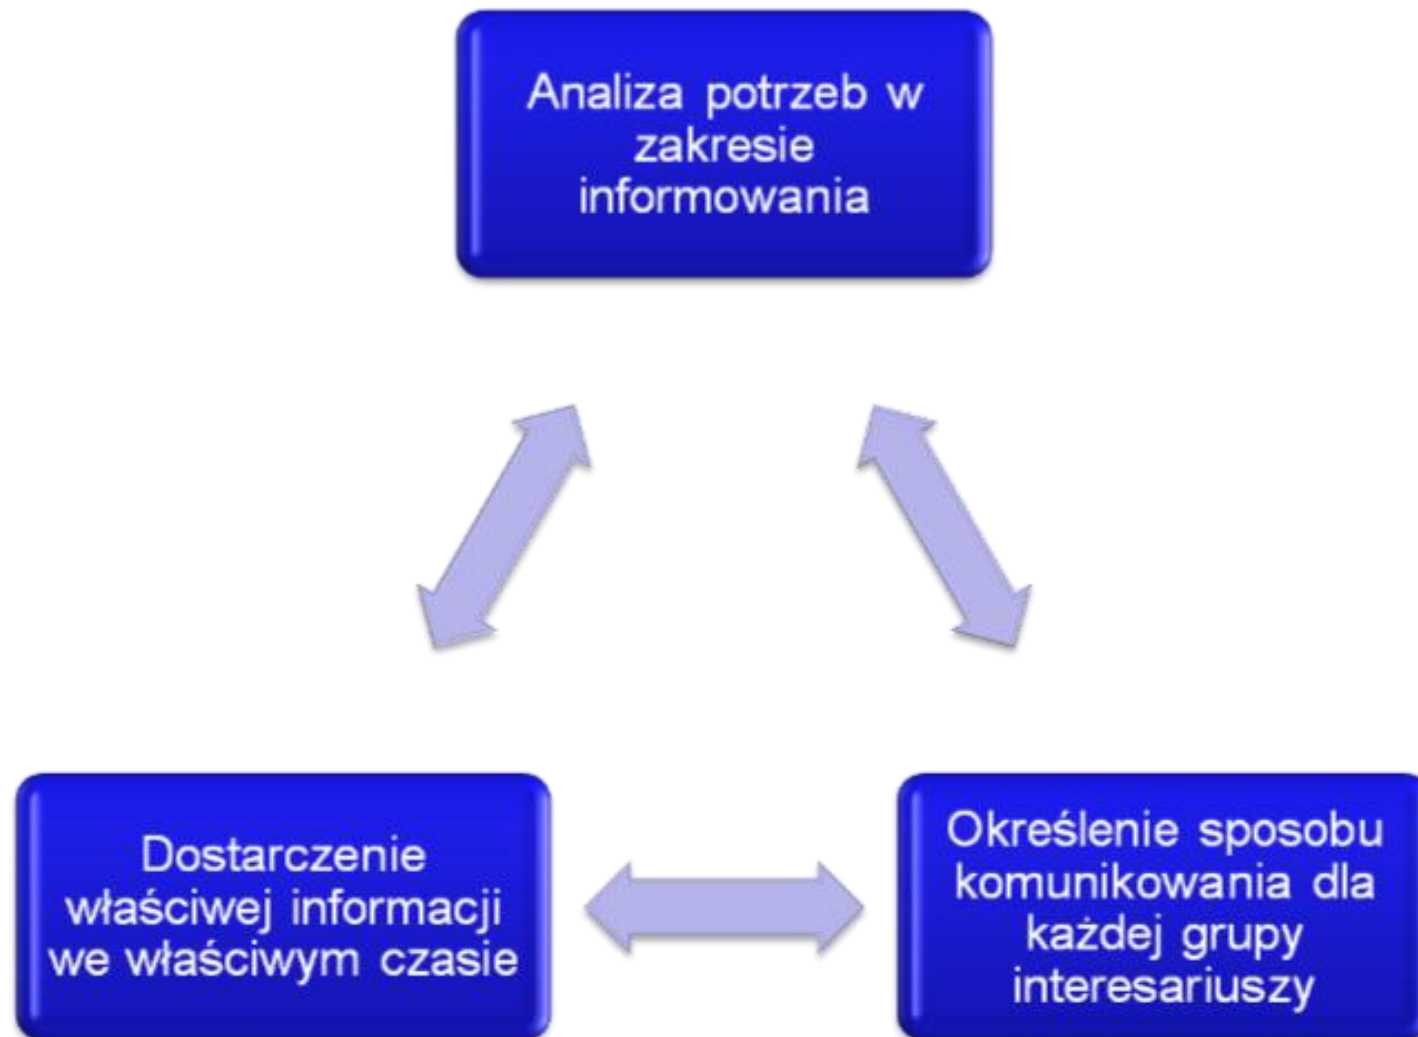 Analiza potrzeb w
zakresie
informowania
Dostarczenie
właściwej informacji
we właściwym czasie
Określenie sposobu
komunikowania dla
każdej grupy
interesariuszy